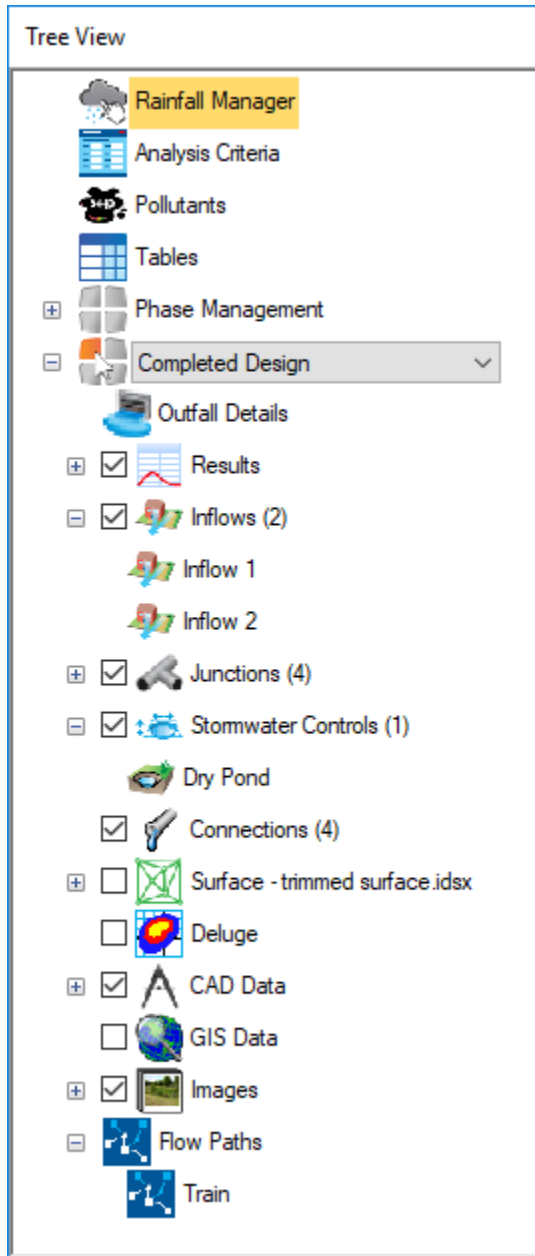 Tree View
Rainfall Manager
Analysis Criteria
Pollutants
Tables
Phase Management
Completed Design
Outfall Details
Results
Inflows (2)
Inflow 1
Inflow 2
Junctions (4)
Stormwater Controls (1)
Dry Pond
Connections (4)
Surface - trimmed surface.idsx
Deluge
CAD Data
GIS Data
Images
Flow Paths
Train